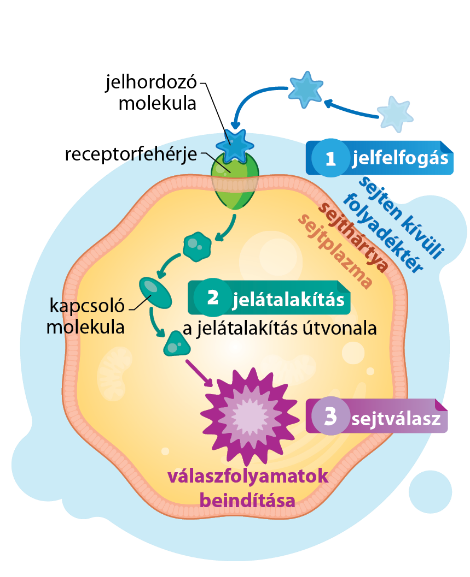 jelhordozó
molekula
receptorfehérje
1 jelfelfogás
sejten kívüli
folyadéktér
sejthártya
sejtplazma
2 jelátalakítás
a jelátalakítás útvonala
kapcsoló
molekula
3 sejtválasz
válaszfolyamatok
beindítása